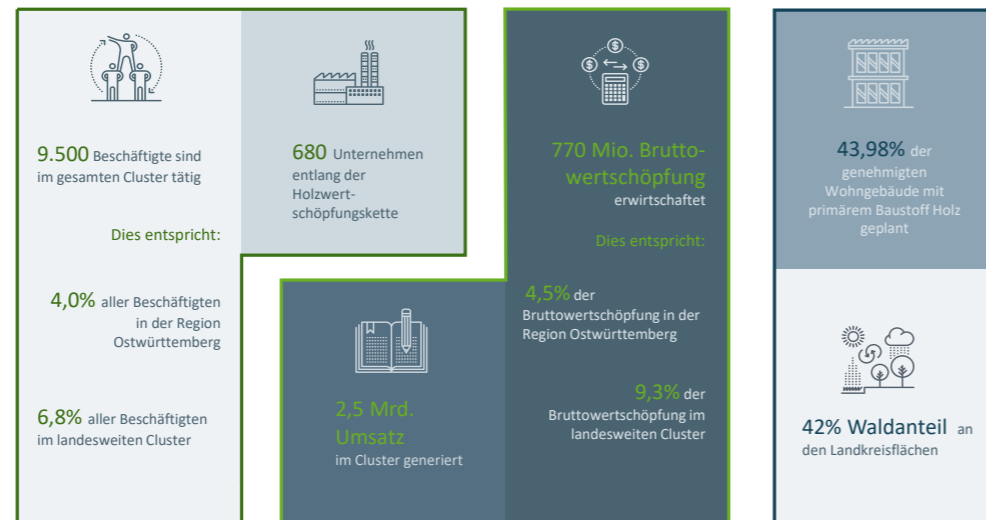 9.500 Beschäftigte sind
im gesamten Cluster tätig
Dies entspricht:
4,0% aller Beschäftigten
in der Region
Ostwürttemberg
6,8% aller Beschäftigten
im landesweiten Cluster
680 Unternehmen
entlang der
Holzwert-
schöpfungskette
2,5 Mrd.
Umsatz
im Cluster generiert
770 Mio. Brutto-
wertschöpfung
erwirtschaftet
Dies entspricht:
4,5% der
Bruttowertschöpfung in der
Region Ostwürttemberg
9,3% der
Bruttowertschöpfung im
landesweiten Cluster
43,98% der
genehmigten
Wohngebäude mit
primärem Baustoff Holz
geplant
42% Waldanteil an
den Landkreisflächen